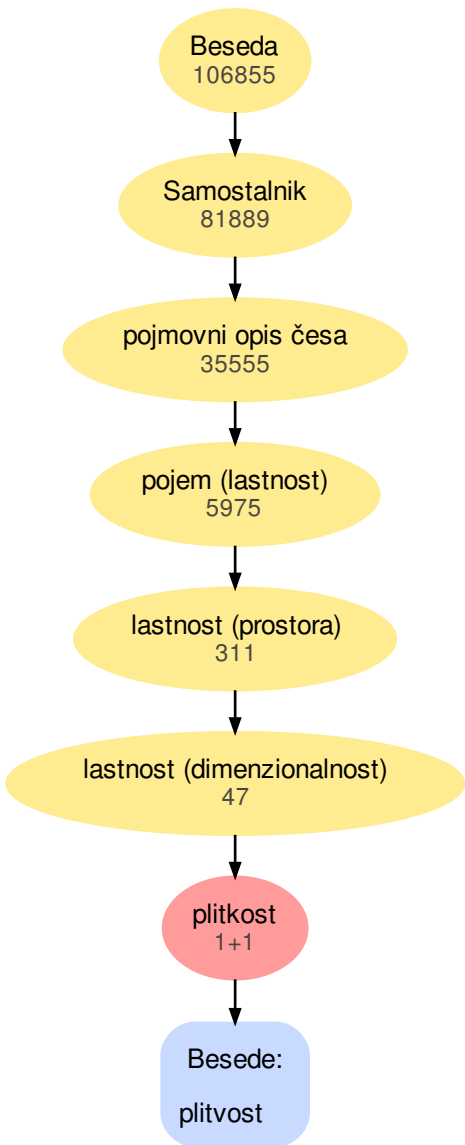 Beseda
106855
Samostalnik
81889
pojmovni opis česa
35555
pojem (lastnost)
5975
lastnost (prostora)
311
lastnost (dimenzionalnost)
47
plitkost
1+1
Besede:
plitvost